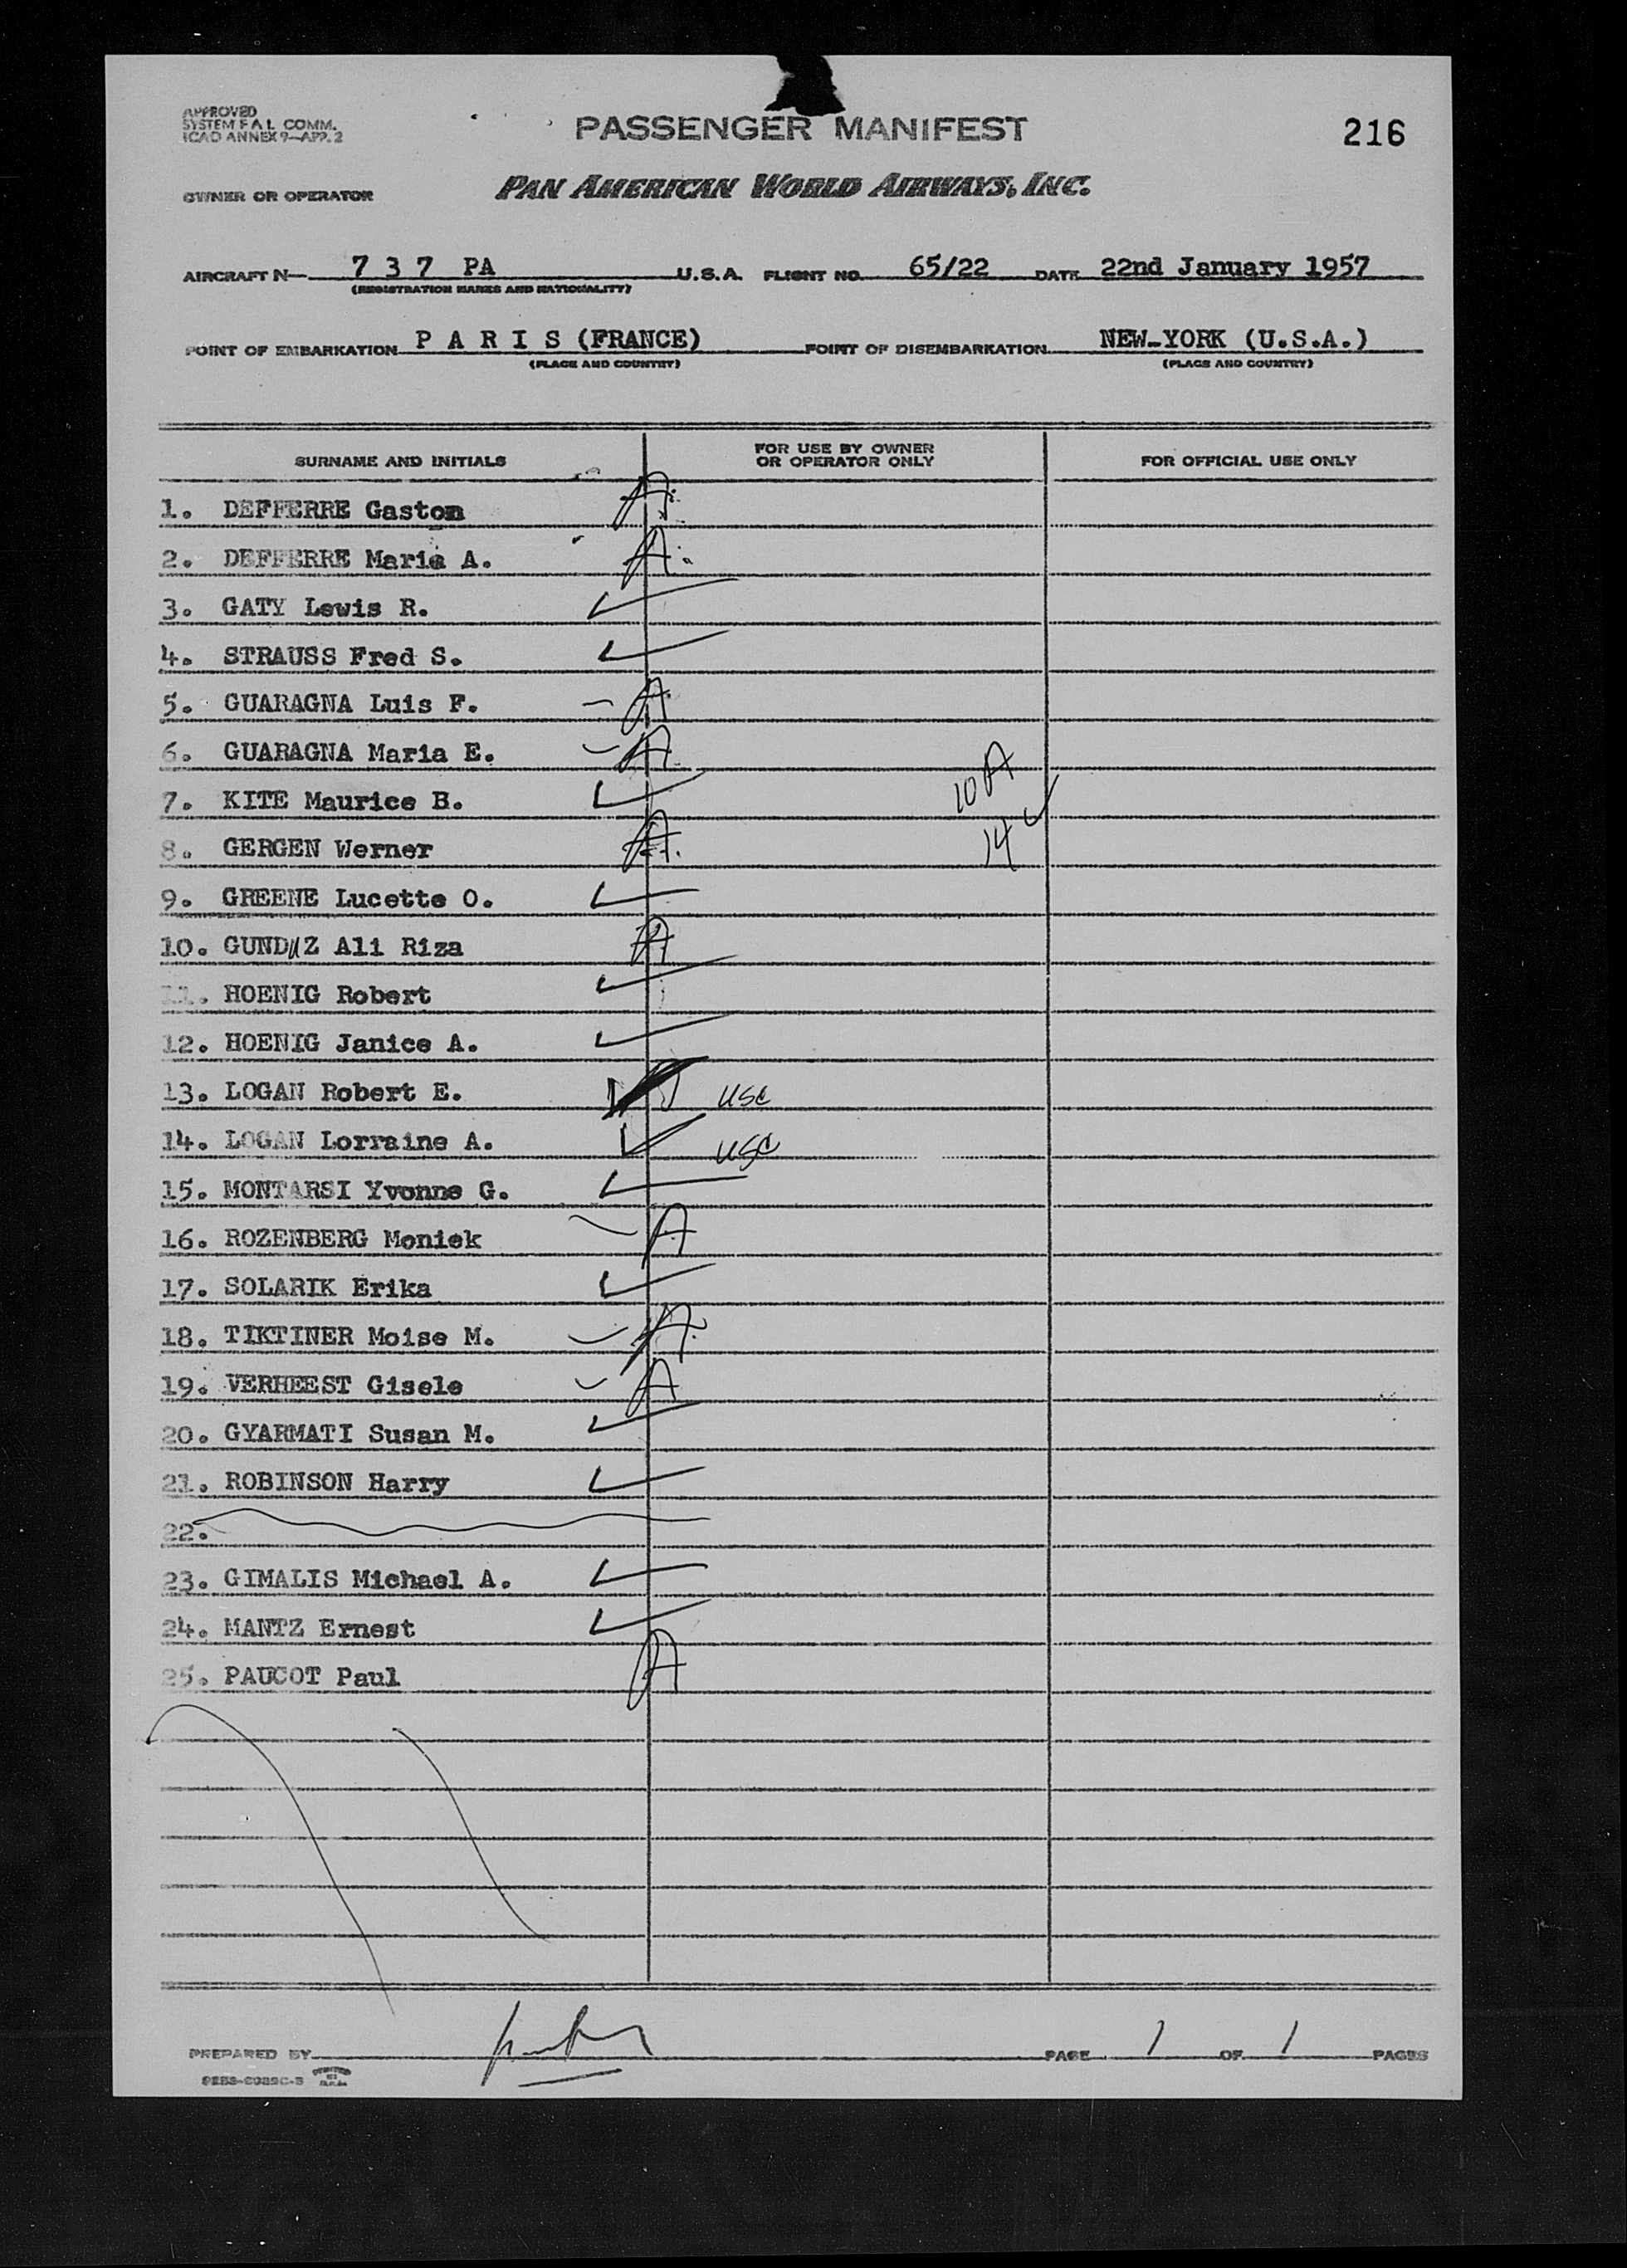 APPROVED
SYSTEM F A L COMM.
ICAO ANNEX 9—APP. 2
PASSENGER MANIFEST
216
OWNER OR OPERATOR
PAN AMERICAN WORLD AIRWAYS, INC.
AIRCRAFT N— 7 3 7 PA U.S.A. FLIGHT NO. 65/22 DATE 22nd January 1957
(REGISTRATION MARKS AND NATIONALITY)
POINT OF EMBARKATION P A R I S (FRANCE) POINT OF DISEMBARKATION NEW-YORK (U.S.A.)
(PLACE AND COUNTRY) (PLACE AND COUNTRY)
SURNAME AND INITIALS
FOR USE BY OWNER
OR OPERATOR ONLY
FOR OFFICIAL USE ONLY
1. DEFFERRE Gaston A.
2. DEFFERRE Maria A. A.
3. GATY Lewis R. ✓
4. STRAUSS Fred S. ✓
5. GUARAGNA Luis F. – A
6. GUARAGNA Maria E. – A
10 A
7. KITE Maurice B. ✓
14 ✓
8. GERGEN Werner A.
9. GREENE Lucette O. ✓
10. GUNDUZ Ali Riza A
11. HOENIG Robert ✓
12. HOENIG Janice A. ✓
13. LOGAN Robert E. USC
14. LOGAN Lorraine A. ✓ USC
15. MONTARSI Yvonne G. ✓
16. ROZENBERG Moniek – A
17. SOLARIK Erika ✓
18. TIKTINER Moise M. – A.
19. VERHEEST Gisele – A
20. GYARMATI Susan M. ✓
21. ROBINSON Harry ✓
22.
23. GIMALIS Michael A. ✓
24. MANTZ Ernest ✓
25. PAUCOT Paul A
PREPARED BY PAGE 1 OF 1 PAGES